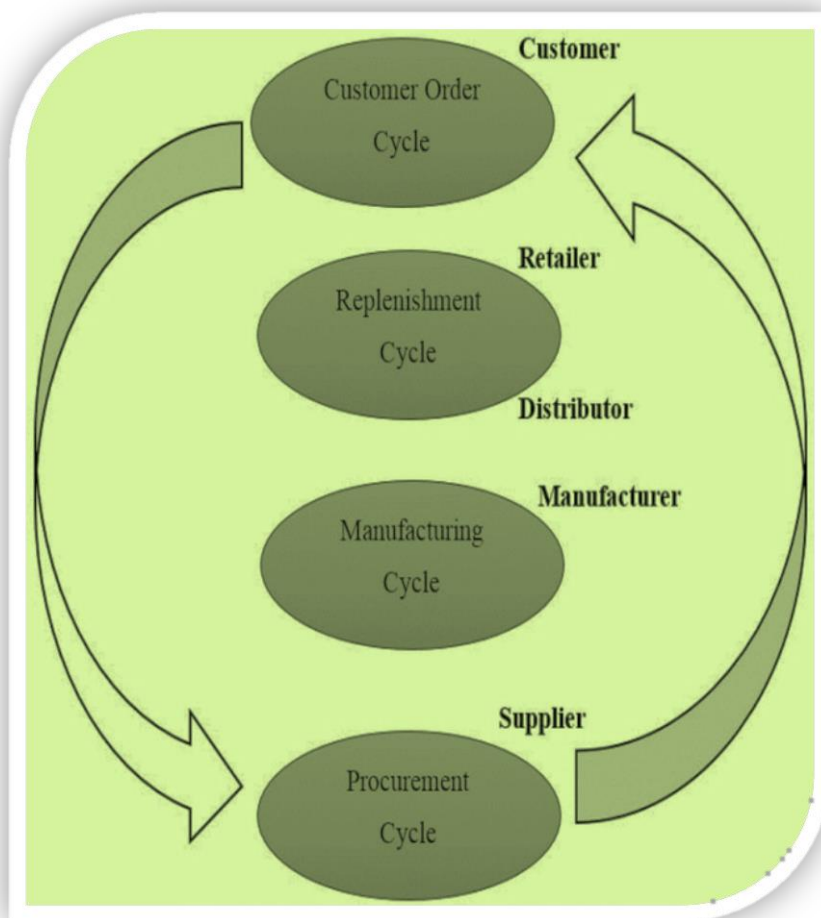 Customer
Customer Order
Cycle
Retailer
Replenishment
Cycle
Distributor
Manufacturer
Manufacturing
Cycle
Supplier
Procurement
Cycle